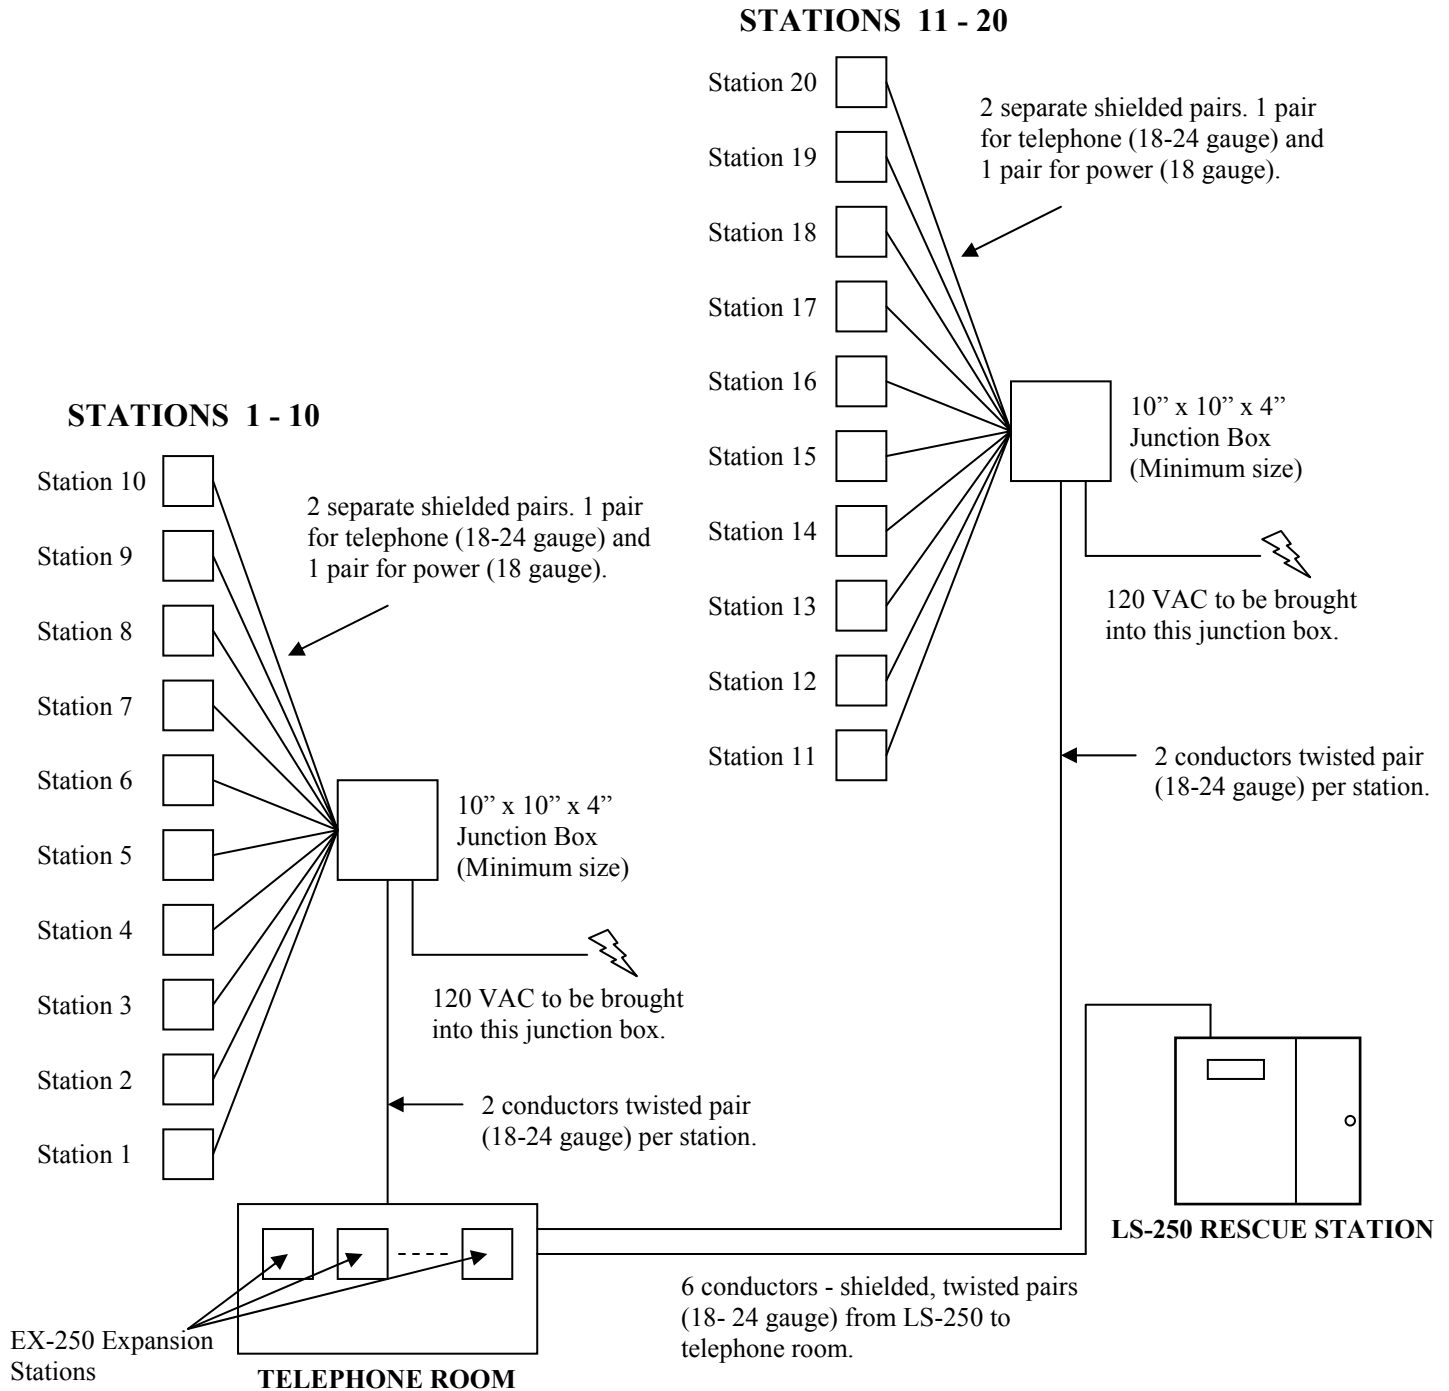 STATIONS 11 - 20
Station 20
Station 19
Station 18
Station 17
Station 16
Station 15
Station 14
Station 13
Station 12
Station 11
2 separate shielded pairs. 1 pair
for telephone (18-24 gauge) and
1 pair for power (18 gauge).
10” x 10” x 4”
Junction Box
(Minimum size)
120 VAC to be brought
into this junction box.
2 conductors twisted pair
(18-24 gauge) per station.
STATIONS 1 - 10
Station 10
Station 9
Station 8
Station 7
Station 6
Station 5
Station 4
Station 3
Station 2
Station 1
2 separate shielded pairs. 1 pair
for telephone (18-24 gauge) and
1 pair for power (18 gauge).
10” x 10” x 4”
Junction Box
(Minimum size)
120 VAC to be brought
into this junction box.
2 conductors twisted pair
(18-24 gauge) per station.
LS-250 RESCUE STATION
6 conductors - shielded, twisted pairs
(18- 24 gauge) from LS-250 to
telephone room.
EX-250 Expansion
Stations
TELEPHONE ROOM